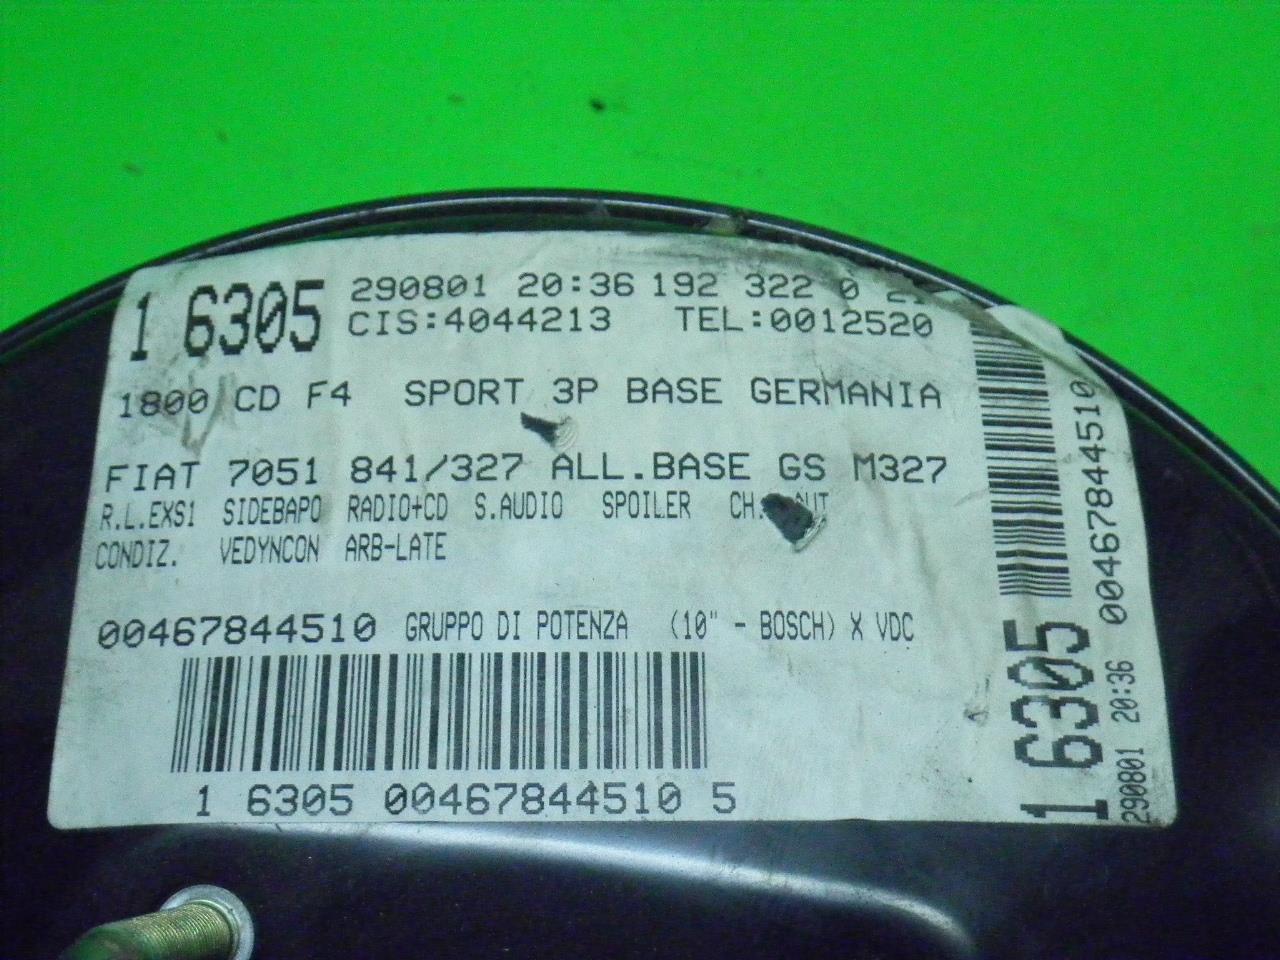 1 6305
290801 20:36 192 322 0
CIS:4044213 TEL:0012520
1800 CD F4 SPORT 3P BASE GERMANIA
FIAT 7051 841/327 ALL.BASE GS M327
R.L.EXS1 SIDEBAPO RADIO+CD S.AUDIO SPOILER
CONDIZ. VEDYNCON ARB-LATE
00467844510 GRUPPO DI POTENZA (10" - BOSCH) X VDC
1 6305 00467844510 5
1 6305
00467844510
290801 20:36